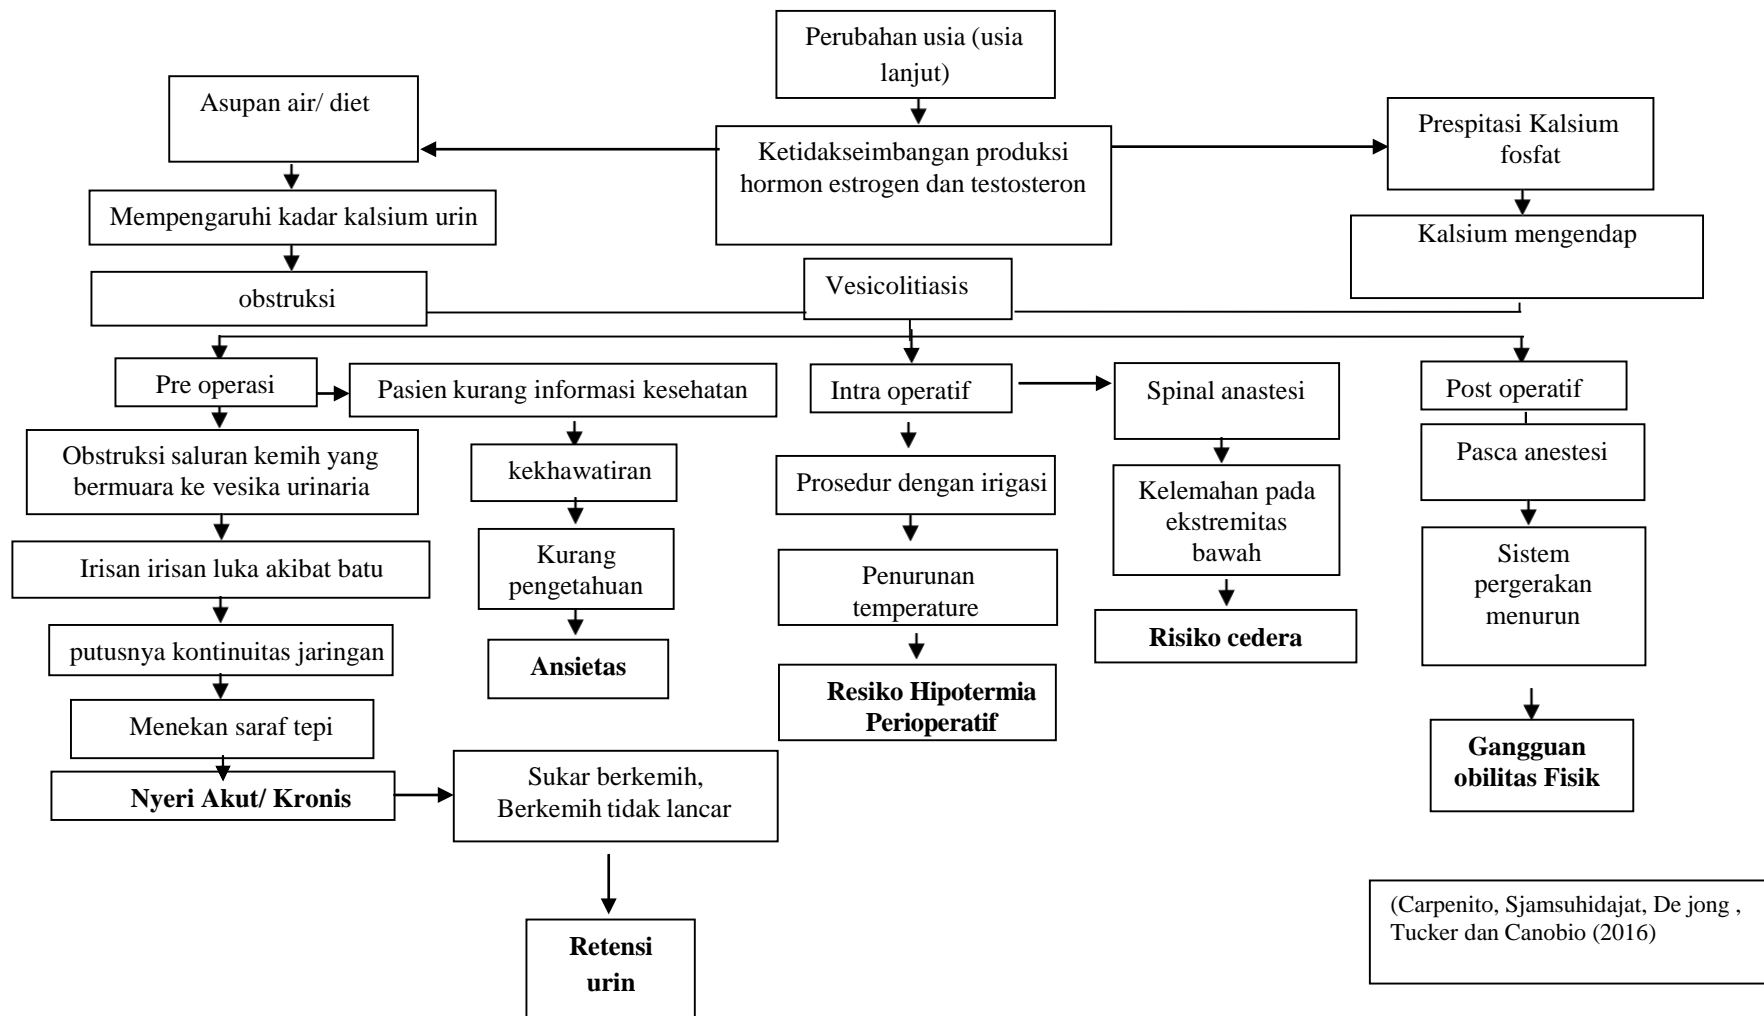 Perubahan usia (usia
lanjut)
Asupan air/ diet
Prespitasi Kalsium
fosfat
Ketidakseimbangan produksi
hormon estrogen dan testosteron
Mempengaruhi kadar kalsium urin
Kalsium mengendap
obstruksi
Vesicolitiasis
Pre operasi
Pasien kurang informasi kesehatan
Intra operatif
Spinal anastesi
Post operatif
Obstruksi saluran kemih yang
bermuara ke vesika urinaria
kekhawatiran
Prosedur dengan irigasi
Kelemahan pada
ekstremitas
bawah
Pasca anestesi
Irisan irisan luka akibat batu
Kurang
pengetahuan
Penurunan
temperature
Sistem
pergerakan
menurun
putusnya kontinuitas jaringan
Ansietas
Risiko cedera
Menekan saraf tepi
Resiko Hipotermia
Perioperatif
Gangguan
obilitas Fisik
Nyeri Akut/ Kronis
Sukar berkemih,
Berkemih tidak lancar
Retensi
urin
(Carpenito, Sjamsuhidajat, De jong ,
Tucker dan Canobio (2016)